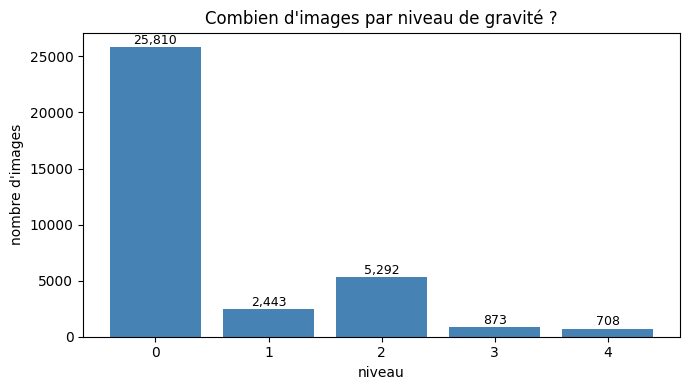 Combien d'images par niveau de gravité ?
25,810
2,443
5,292
873
708
25000
20000
15000
10000
5000
0
nombre d'images
0 1 2 3 4
niveau